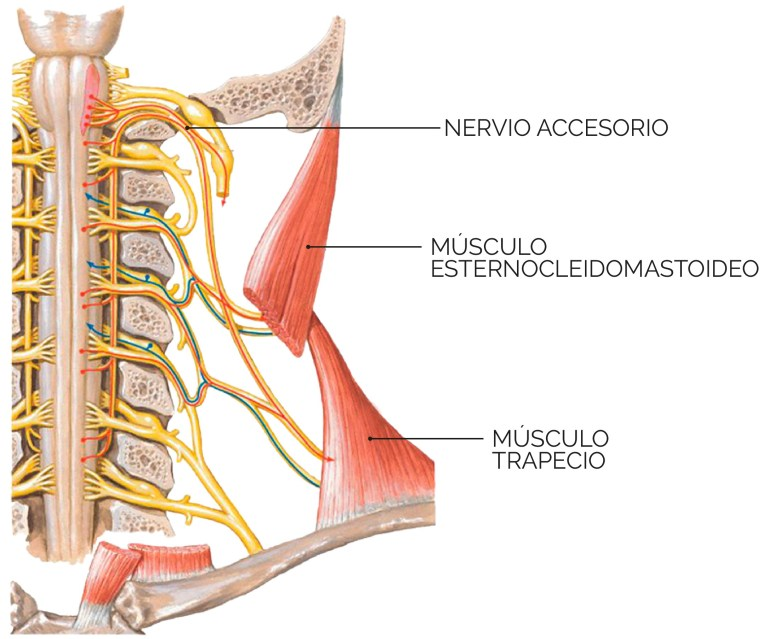 NERVIO ACCESORIO
MÚSCULO
ESTERNOCLEIDOMASTOIDEO
MÚSCULO
TRAPECIO